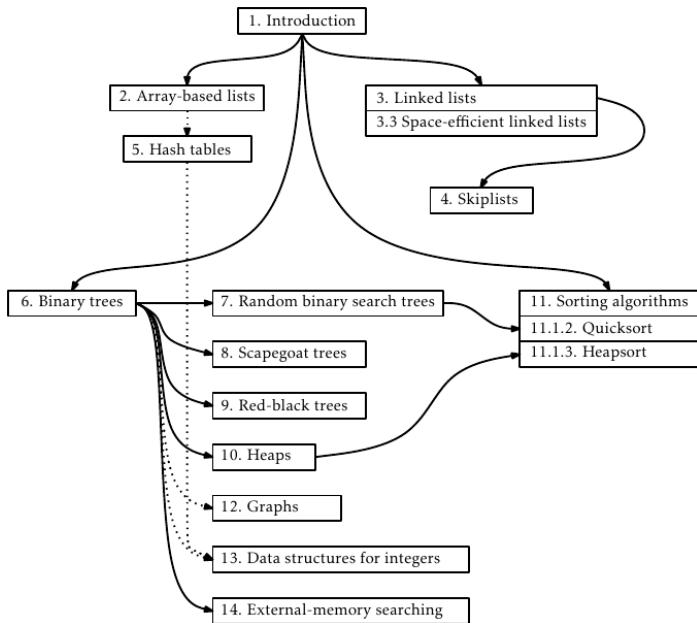 1. Introduction
2. Array-based lists
3. Linked lists
3.3 Space-efficient linked lists
5. Hash tables
4. Skiplists
6. Binary trees
7. Random binary search trees
11. Sorting algorithms
11.1.2. Quicksort
11.1.3. Heapsort
8. Scapegoat trees
9. Red-black trees
10. Heaps
12. Graphs
13. Data structures for integers
14. External-memory searching